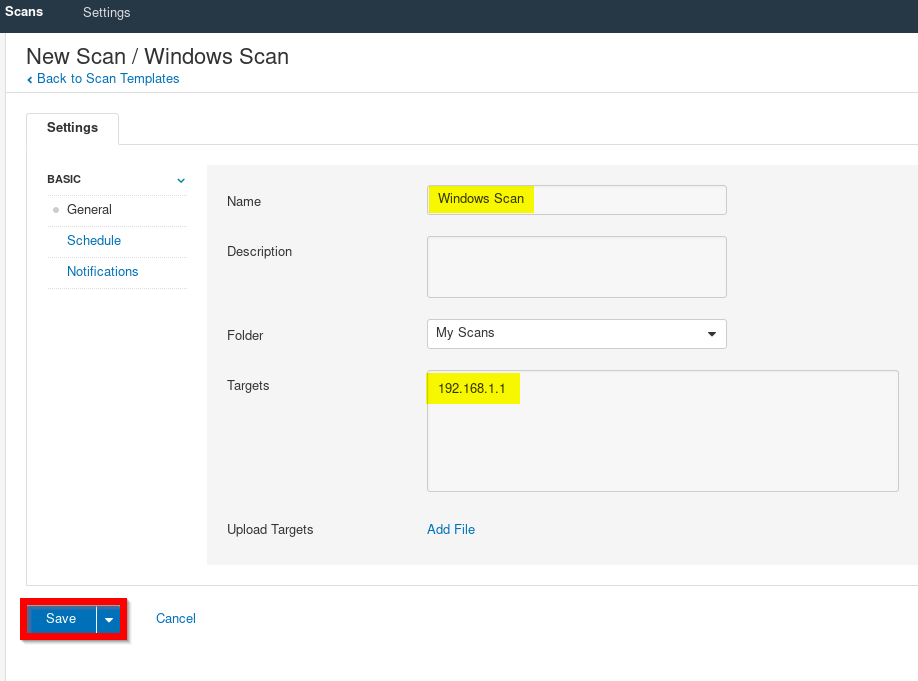 Scans Settings
New Scan / Windows Scan
‹ Back to Scan Templates
Settings
BASIC
General
Schedule
Notifications
Name Windows Scan
Description
Folder My Scans
Targets 192.168.1.1
Upload Targets Add File
Save Cancel